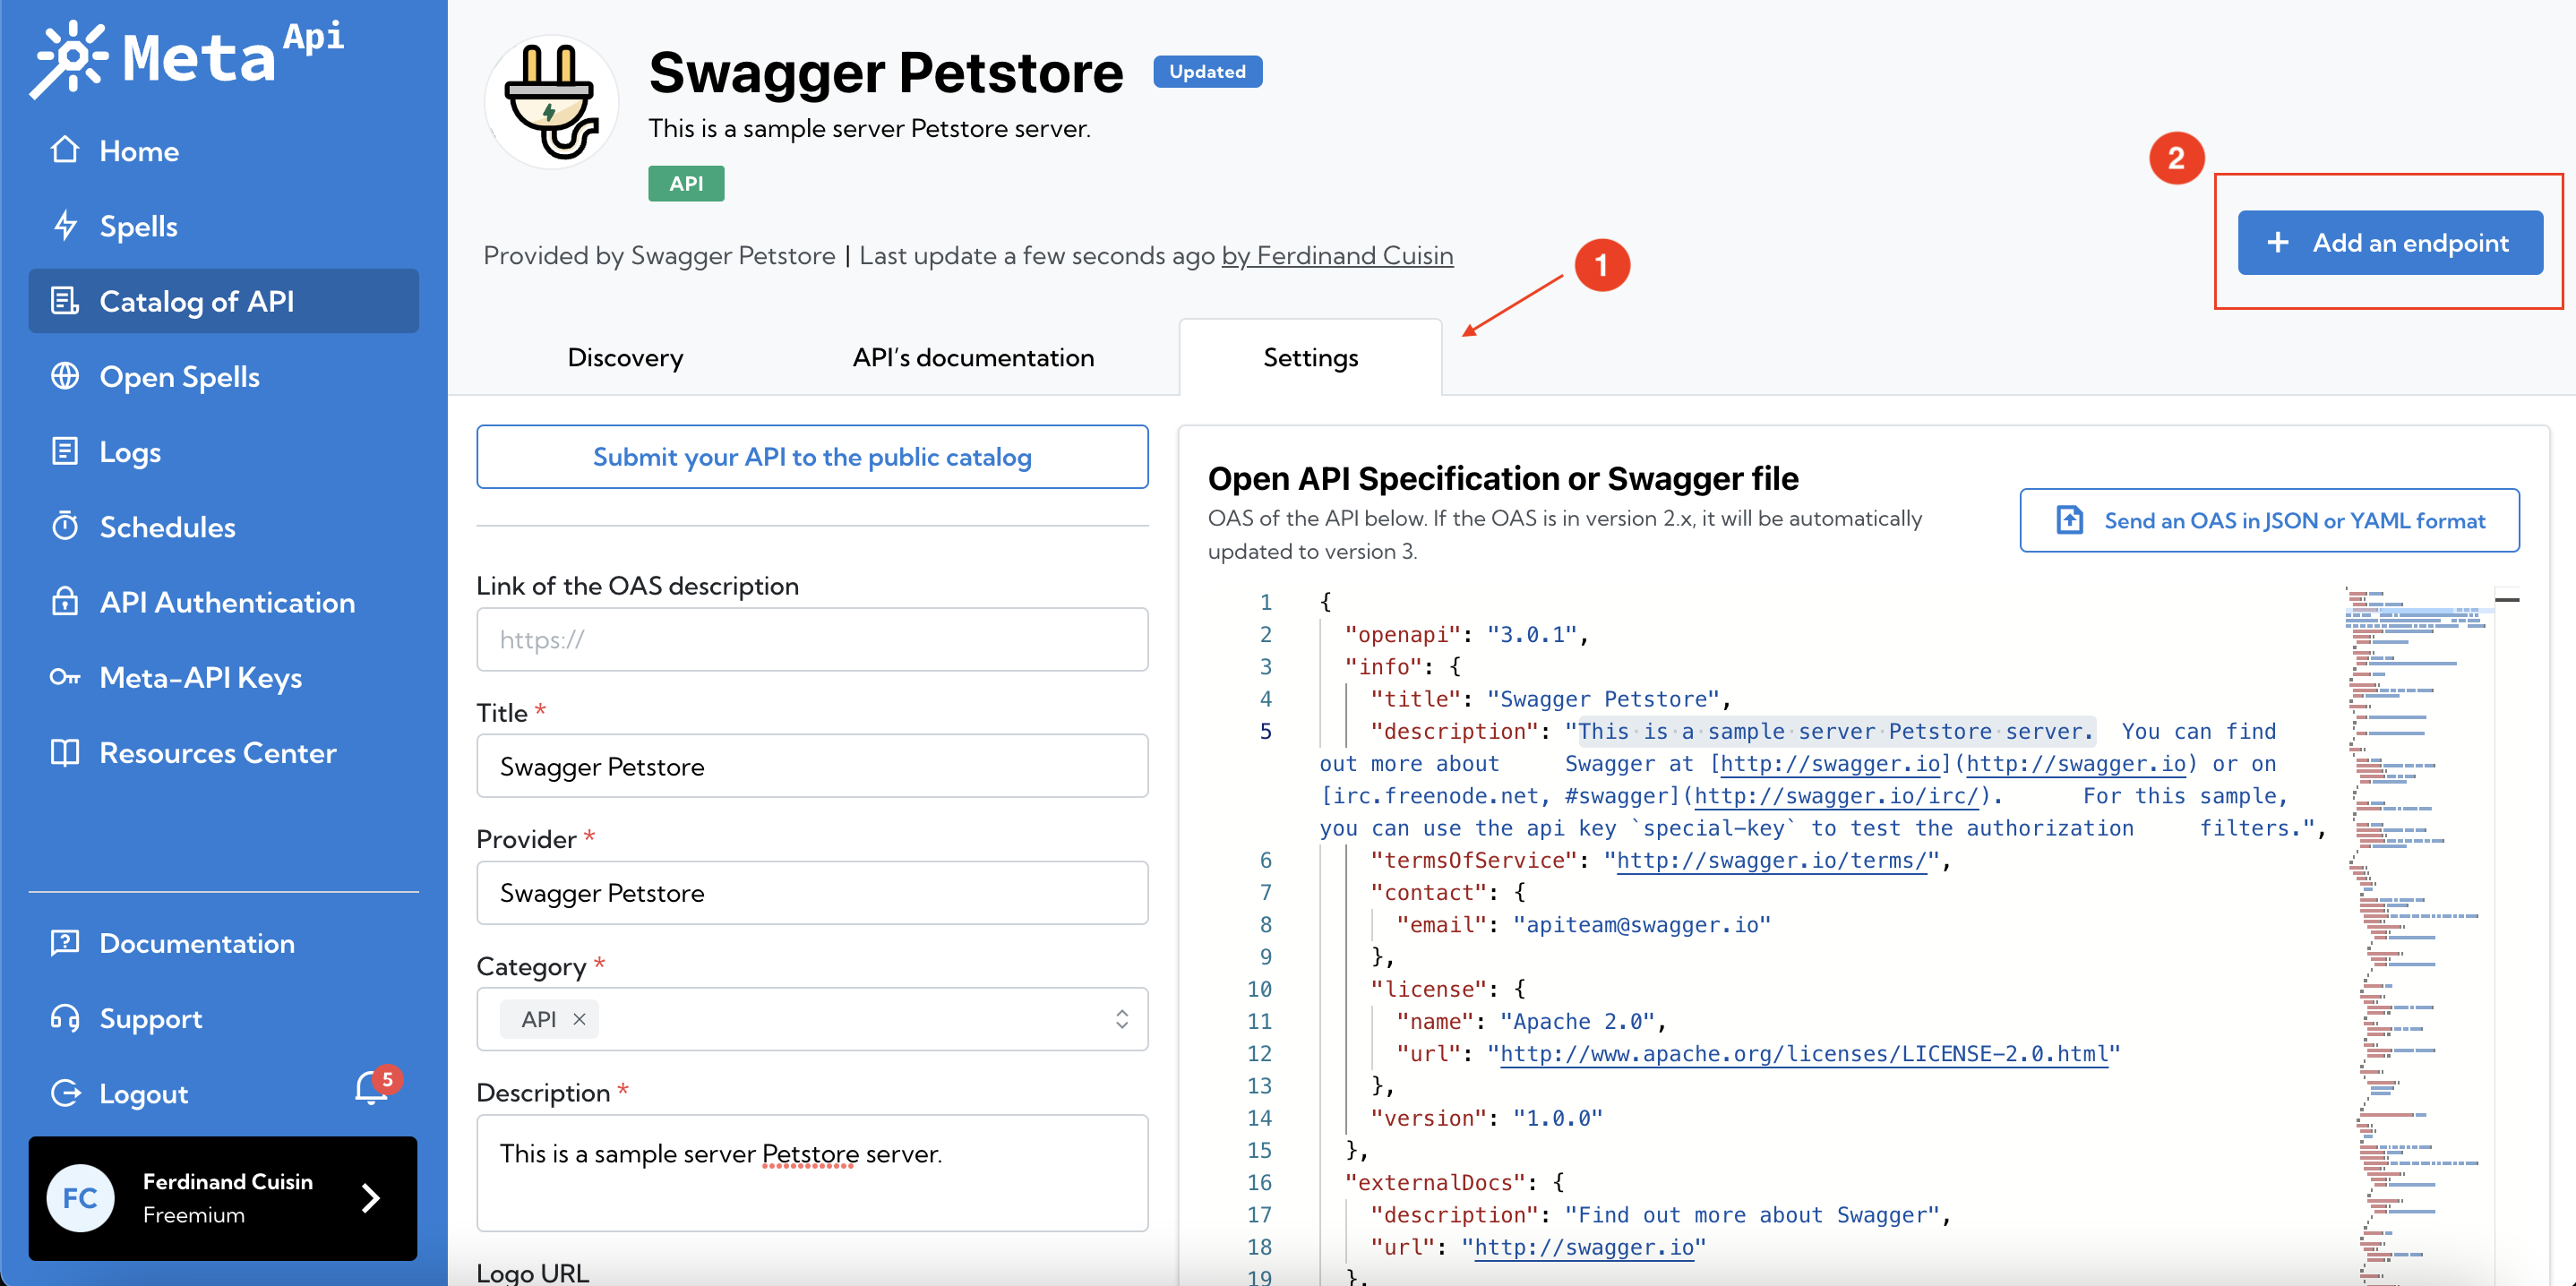 Meta Api
Home
Spells
Catalog of API
Open Spells
Logs
Schedules
API Authentication
Meta-API Keys
Resources Center
Documentation
Support
Logout
5
FC
Ferdinand Cuisin
Freemium
Swagger Petstore
Updated
This is a sample server Petstore server.
API
Provided by Swagger Petstore | Last update a few seconds ago by Ferdinand Cuisin
1
2
+ Add an endpoint
Discovery
API’s documentation
Settings
Submit your API to the public catalog
Link of the OAS description
https://
Title *
Swagger Petstore
Provider *
Swagger Petstore
Category *
API ×
Description *
This is a sample server Petstore server.
Logo URL
Open API Specification or Swagger file
OAS of the API below. If the OAS is in version 2.x, it will be automatically
updated to version 3.
Send an OAS in JSON or YAML format
1 {
2 "openapi": "3.0.1",
3 "info": {
4 "title": "Swagger Petstore",
5 "description": "This·is·a·sample·server·Petstore·server.  You can find
out more about     Swagger at [http://swagger.io](http://swagger.io) or on
[irc.freenode.net, #swagger](http://swagger.io/irc/).      For this sample,
you can use the api key `special-key` to test the authorization     filters.",
6 "termsOfService": "http://swagger.io/terms/",
7 "contact": {
8 "email": "apiteam@swagger.io"
9 },
10 "license": {
11 "name": "Apache 2.0",
12 "url": "http://www.apache.org/licenses/LICENSE-2.0.html"
13 },
14 "version": "1.0.0"
15 },
16 "externalDocs": {
17 "description": "Find out more about Swagger",
18 "url": "http://swagger.io"
19 },